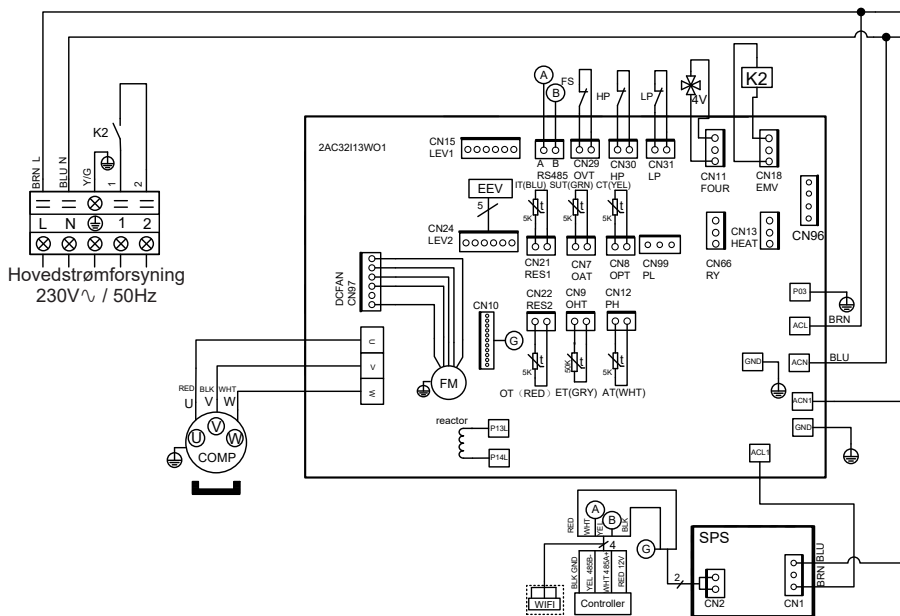 BRN L
BLU N
Y/G
K2
1
2
L N 1 2
Hovedstrømforsyning
230V∿ / 50Hz
2AC32I13WO1
CN15
LEV1
A
B
FS
HP
LP
4V
K2
A B
RS485
CN29
OVT
CN30
HP
CN31
LP
CN11
FOUR
CN18
EMV
IT(BLU) SUT(GRN) CT(YEL)
EEV
5
5K
t
5K
t
5K
t
CN24
LEV2
CN21
RES1
CN7
OAT
CN8
OPT
CN99
PL
CN66
RY
CN13
HEAT
CN96
DCFAN
CN97
CN10
G
CN22
RES2
CN9
OHT
CN12
PH
5K
t
50K
t
5K
t
OT（RED） ET(GRY) AT(WHT)
FM
U
V
W
RED
BLK
WHT
U V W
U
V
W
COMP
reactor
P13L
P14L
P03
ACL
BRN
ACN
BLU
GND
ACN1
GND
ACL1
RED
WHT
YEL
BLK
A
B
4
G
BLK GND
YEL 485B-
WHT 485A+
RED 12V
WIFI
Controller
2
SPS
CN2
CN1
BLU
BRN